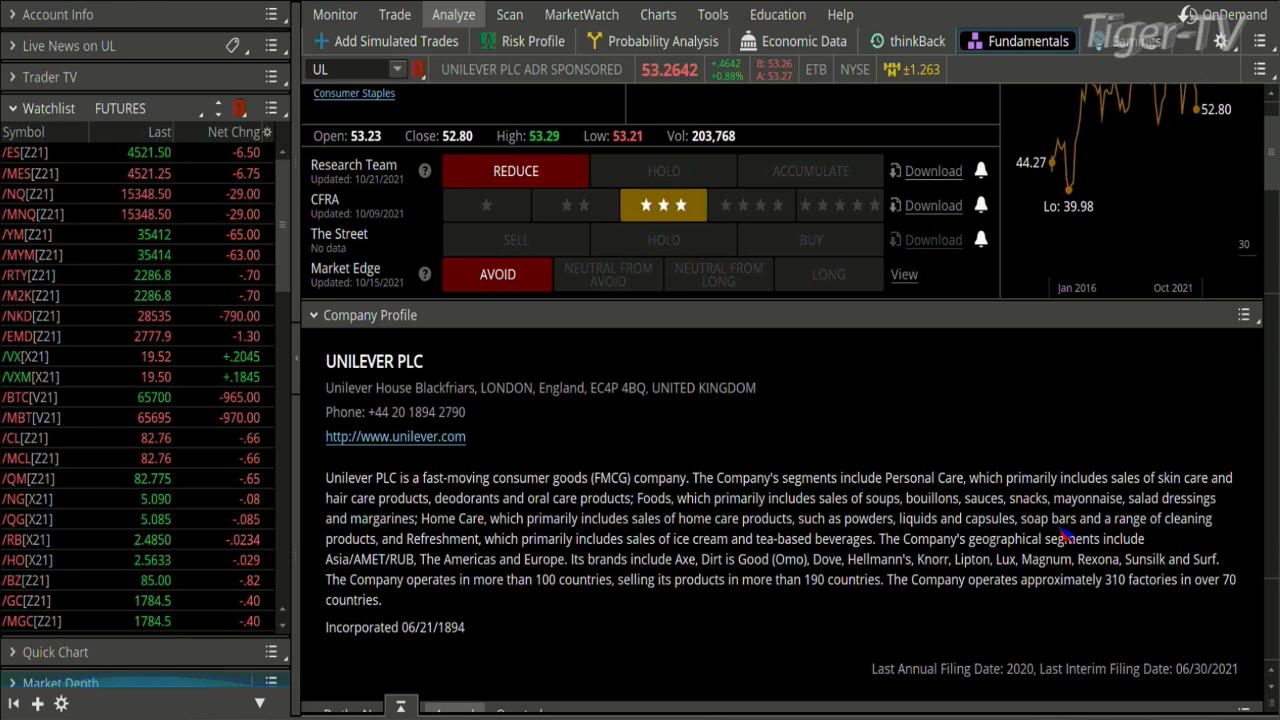 Account Info
Live News on UL
Trader TV
Watchlist FUTURES
Symbol Last Net Chng
/ES[Z21] 4521.50 -6.50
/MES[Z21] 4521.25 -6.75
/NQ[Z21] 15348.50 -29.00
/MNQ[Z21] 15348.50 -29.00
/YM[Z21] 35412 -65.00
/MYM[Z21] 35414 -63.00
/RTY[Z21] 2286.8 -.70
/M2K[Z21] 2286.8 -.70
/NKD[Z21] 28535 -790.00
/EMD[Z21] 2777.9 -1.30
/VX[X21] 19.52 +.2045
/VXM[X21] 19.50 +.1845
/BTC[V21] 65700 -965.00
/MBT[V21] 65695 -970.00
/CL[Z21] 82.76 -.66
/MCL[Z21] 82.76 -.66
/QM[Z21] 82.775 -.65
/NG[X21] 5.090 -.08
/QG[X21] 5.085 -.085
/RB[X21] 2.4850 -.0234
/HO[X21] 2.5633 -.029
/BZ[Z21] 85.00 -.82
/GC[Z21] 1784.5 -.40
/MGC[Z21] 1784.5 -.40
Quick Chart
Market Depth
Monitor Trade Analyze Scan MarketWatch Charts Tools Education Help OnDemand
Tiger-TV
Add Simulated Trades Risk Profile Probability Analysis Economic Data thinkBack Fundamentals Earnings
UL UNILEVER PLC ADR SPONSORED 53.2642 +.4642 +0.88% B: 53.26 A: 53.27 ETB NYSE ±1.263
Consumer Staples
Open: 53.23 Close: 52.80 High: 53.29 Low: 53.21 Vol: 203,768
Research Team
Updated: 10/21/2021
REDUCE HOLD ACCUMULATE Download
CFRA
Updated: 10/09/2021
Download
The Street
No data
SELL HOLD BUY Download
Market Edge
Updated: 10/15/2021
AVOID NEUTRAL FROM AVOID NEUTRAL FROM LONG LONG View
52.80
44.27
Lo: 39.98
30
Jan 2016 Oct 2021
Company Profile
UNILEVER PLC
Unilever House Blackfriars, LONDON, England, EC4P 4BQ, UNITED KINGDOM
Phone: +44 20 1894 2790
http://www.unilever.com
Unilever PLC is a fast-moving consumer goods (FMCG) company. The Company's segments include Personal Care, which primarily includes sales of skin care and
hair care products, deodorants and oral care products; Foods, which primarily includes sales of soups, bouillons, sauces, snacks, mayonnaise, salad dressings
and margarines; Home Care, which primarily includes sales of home care products, such as powders, liquids and capsules, soap bars and a range of cleaning
products, and Refreshment, which primarily includes sales of ice cream and tea-based beverages. The Company's geographical segments include
Asia/AMET/RUB, The Americas and Europe. Its brands include Axe, Dirt is Good (Omo), Dove, Hellmann's, Knorr, Lipton, Lux, Magnum, Rexona, Sunsilk and Surf.
The Company operates in more than 100 countries, selling its products in more than 190 countries. The Company operates approximately 310 factories in over 70
countries.
Incorporated 06/21/1894
Last Annual Filing Date: 2020, Last Interim Filing Date: 06/30/2021